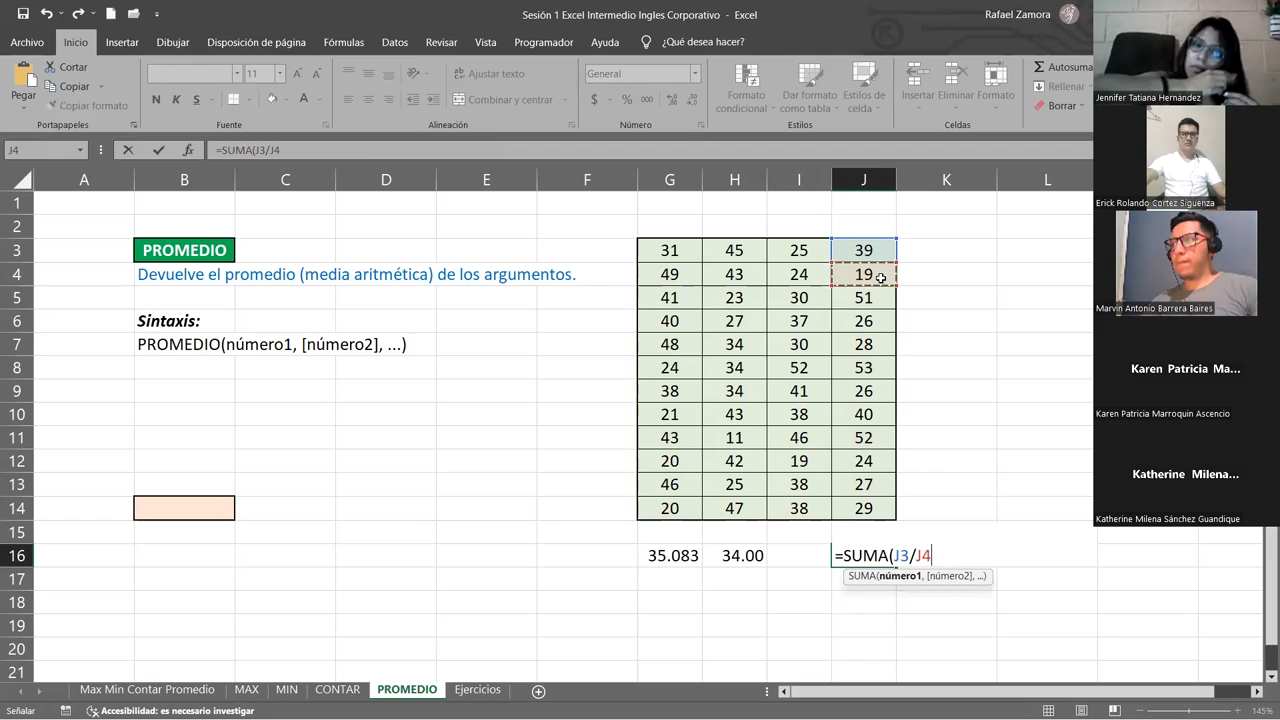 Sesión 1 Excel Intermedio Ingles Corporativo - Excel
Rafael Zamora
Archivo Inicio Insertar Dibujar Disposición de página Fórmulas Datos Revisar Vista Programador Ayuda ¿Qué desea hacer?
Pegar
Cortar
Copiar
Copiar formato
Portapapeles
11
N K S
Fuente
Ajustar texto
Combinar y centrar
Alineación
General
$ % 000
Número
Formato condicional
Dar formato como tabla
Estilos de celda
Estilos
Insertar Eliminar Formato
Celdas
Autosuma
Rellenar
Borrar
J4
=SUMA(J3/J4
A B C D E F G H I J K L
1
2
3 PROMEDIO 31 45 25 39
4 Devuelve el promedio (media aritmética) de los argumentos. 49 43 24 19
5 41 23 30 51
6 Sintaxis: 40 27 37 26
7 PROMEDIO(número1, [número2], ...) 48 34 30 28
8 24 34 52 53
9 38 34 41 26
10 21 43 38 40
11 43 11 46 52
12 20 42 19 24
13 46 25 38 27
14 20 47 38 29
15
16 35.083 34.00 =SUMA(J3/J4
SUMA(número1, [número2], ...)
17
18
19
20
21
Max Min Contar Promedio MAX MIN CONTAR PROMEDIO Ejercicios
Señalar
Accesibilidad: es necesario investigar
145%
Jennifer Tatiana Hernández
Erick Rolando Cortez Siguenza
Marvin Antonio Barrera Baires
Karen Patricia Ma...
Karen Patricia Marroquin Ascencio
Katherine Milena...
Katherine Milena Sánchez Guandique